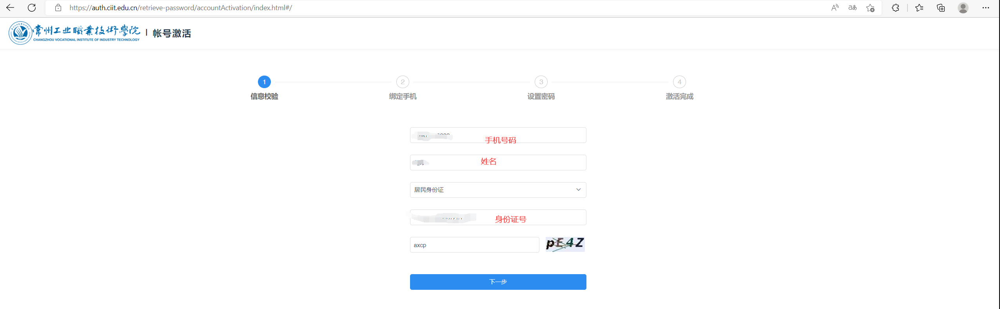 https://auth.ciit.edu.cn/retrieve-password/accountActivation/index.html#/
常州工业職業技術學院 | 帐号激活
CHANGZHOU VOCATIONAL INSTITUTE OF INDUSTRY TECHNOLOGY
1 2 3 4
信息校验 绑定手机 设置密码 激活完成
手机号码
姓名
居民身份证
身份证号
axcp pE4Z
下一步